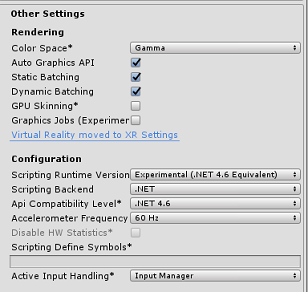 Other Settings
Rendering
Color Space* Gamma
Auto Graphics API
Static Batching
Dynamic Batching
GPU Skinning*
Graphics Jobs (Experimer
Virtual Reality moved to XR Settings
Configuration
Scripting Runtime Version Experimental (.NET 4.6 Equivalent)
Scripting Backend .NET
Api Compatibility Level* .NET 4.6
Accelerometer Frequency 60 Hz
Disable HW Statistics*
Scripting Define Symbols*
Active Input Handling* Input Manager